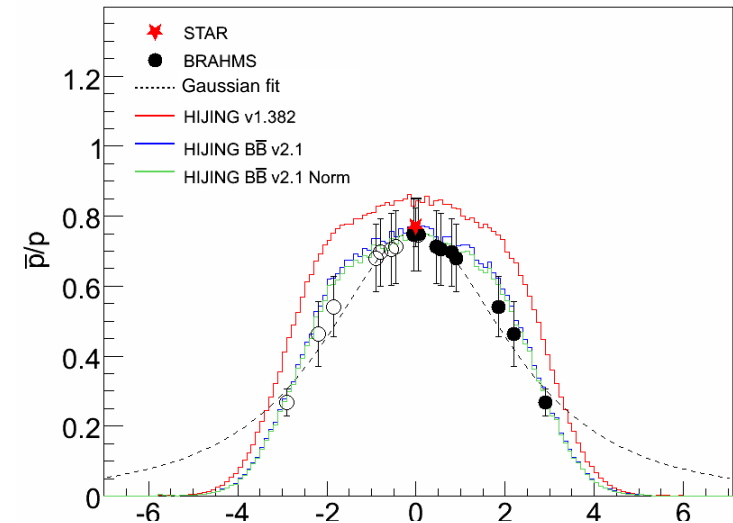 STAR
BRAHMS
Gaussian fit
HIJING v1.382
HIJING BB̅ v2.1
HIJING BB̅ v2.1 Norm
p̅/p
1.2
1
0.8
0.6
0.4
0.2
0
-6 -4 -2 0 2 4 6